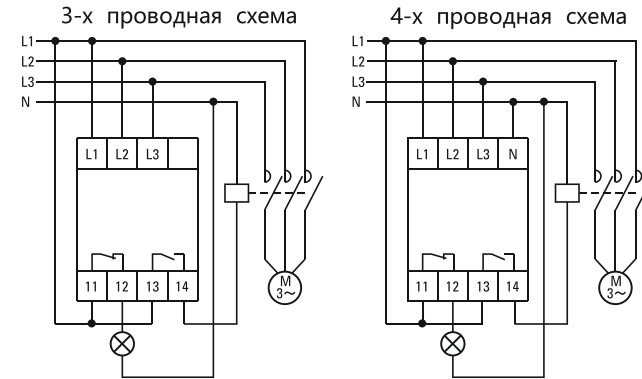 3-х проводная схема
L1
L2
L3
N
L1 L2 L3
11 12 13 14
M
3~
4-х проводная схема
L1
L2
L3
N
L1 L2 L3 N
11 12 13 14
M
3~